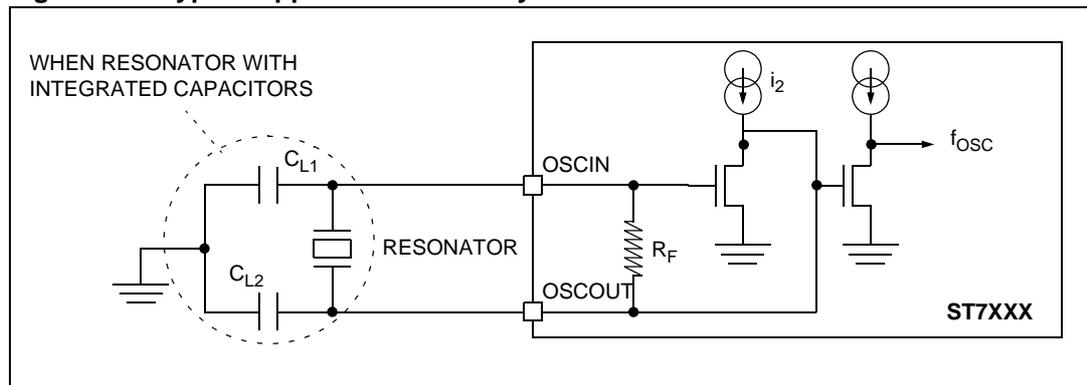 WHEN RESONATOR WITH
INTEGRATED CAPACITORS
i2
fOSC
CL1
OSCIN
RESONATOR
RF
CL2
OSCOUT
ST7XXX